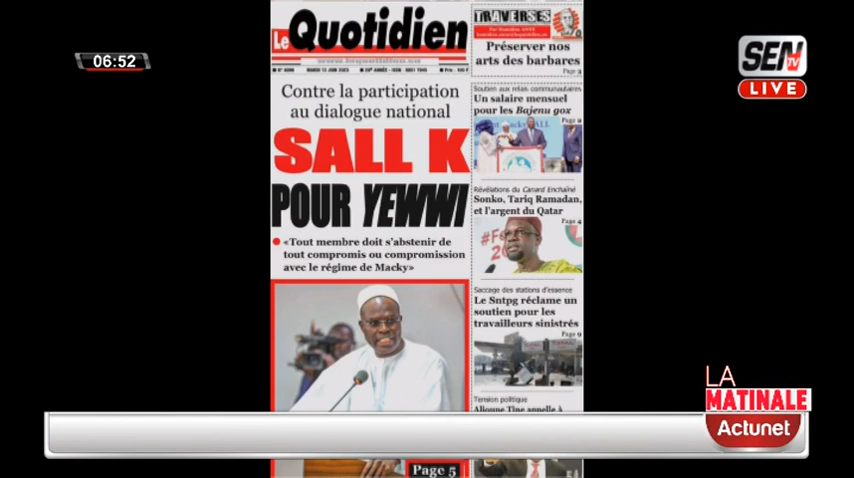 06:52
SEN
TV
LIVE
Le Quotidien
Contre la participation
au dialogue national
SALL K
POUR YEWWI
«Tout membre doit s'abstenir de
tout compromis ou compromission
avec le régime de Macky»
Page 5
TRAVERSES
Préserver nos
arts des barbares
Page 3
Soutien aux relais communautaires
Un salaire mensuel
pour les Bajenu gox
Révélations du Canard Enchaîné
Sonko, Tariq Ramadan,
et l'argent du Qatar
Page 4
Saccage des stations d'essence
Le Sntpg réclame un
soutien pour les
travailleurs sinistrés
Page 9
Tension politique
Alioune Tine appelle à
LA
MATINALE
Actunet